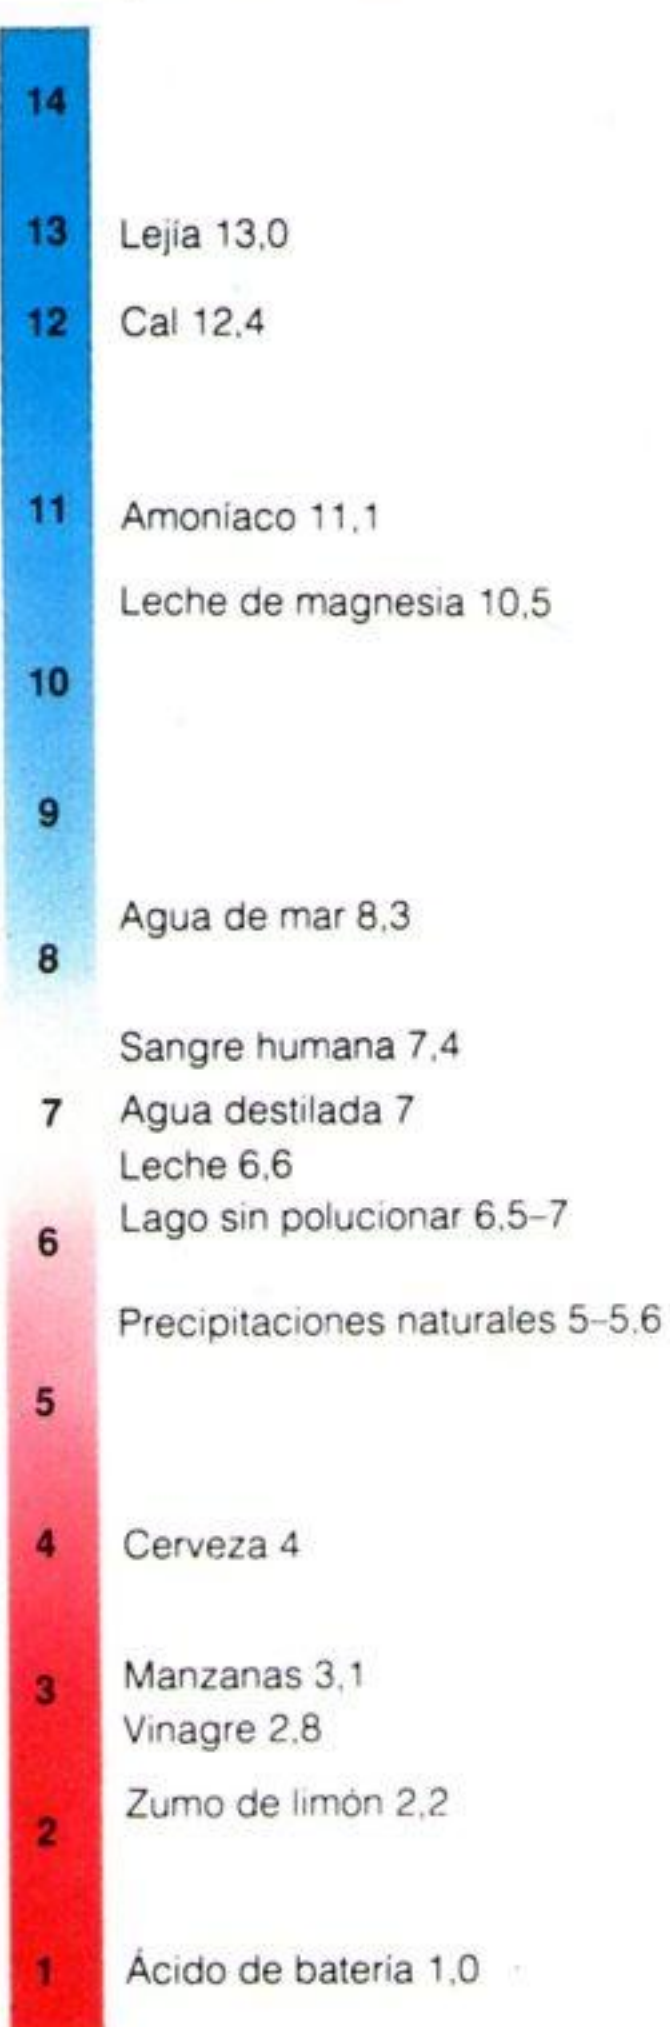 14
13 Lejía 13,0
12 Cal 12,4
11 Amoníaco 11,1
Leche de magnesia 10,5
10
9
Agua de mar 8,3
8
Sangre humana 7,4
7 Agua destilada 7
Leche 6,6
Lago sin polucionar 6,5–7
6
Precipitaciones naturales 5–5,6
5
4 Cerveza 4
Manzanas 3,1
3
Vinagre 2,8
Zumo de limón 2,2
2
1 Ácido de batería 1,0